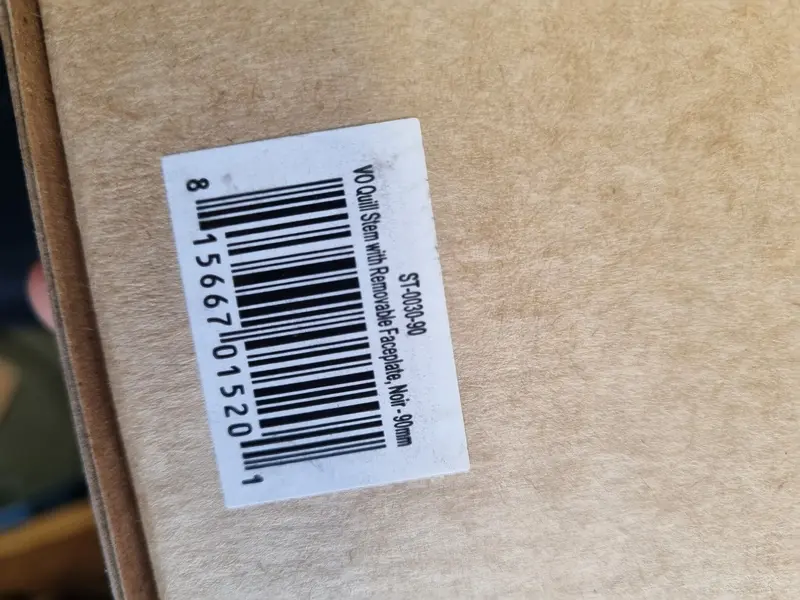 ST-0030-90
VO Quill Stem with Removable Faceplate, Noir - 90mm
8 15667 01520 1